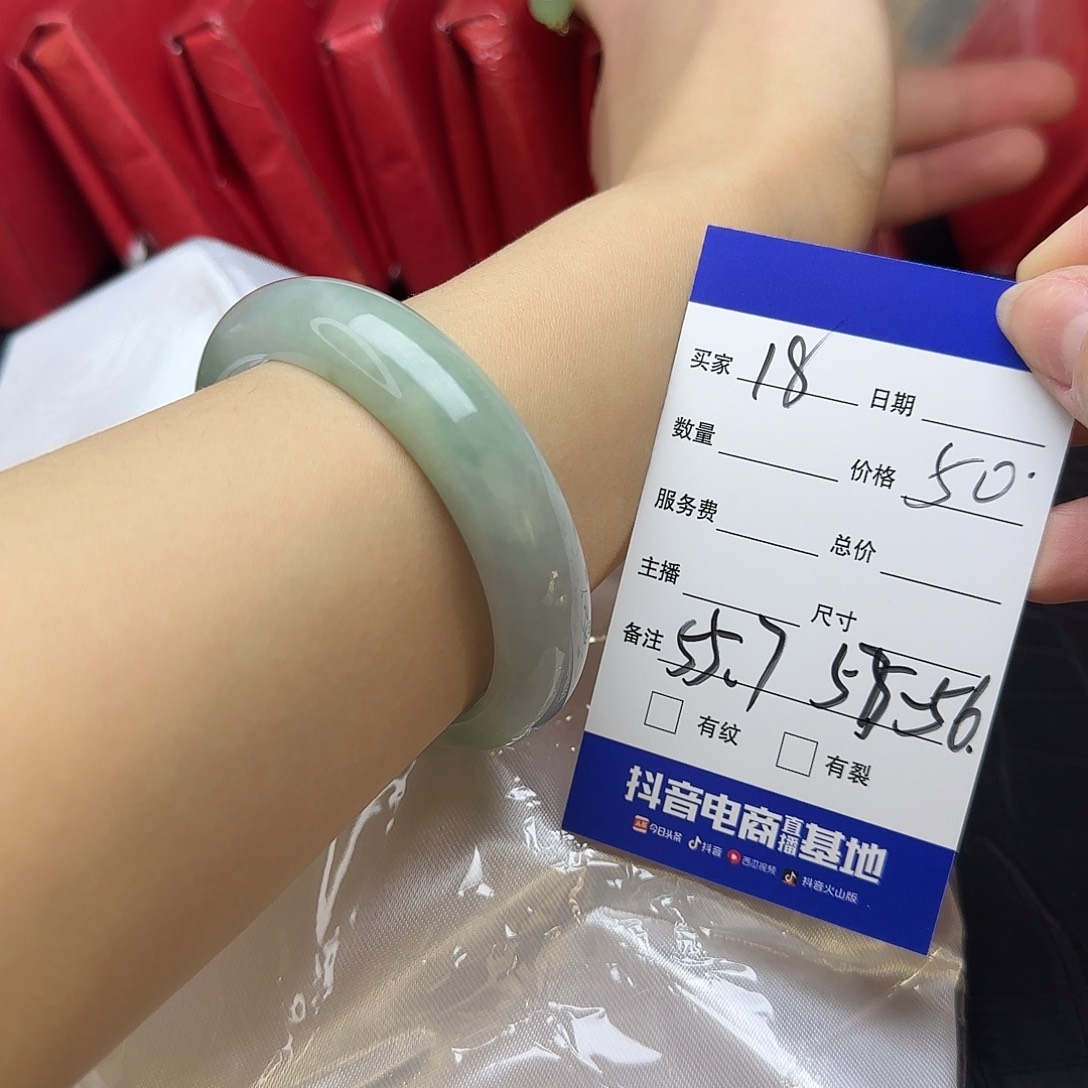 买家 18 日期
数量 价格 50.
服务费 总价
主播 尺寸
备注 55.7 58-56.
有纹 有裂
抖音电商直播基地
头条 今日头条 抖音 西瓜视频 抖音火山版